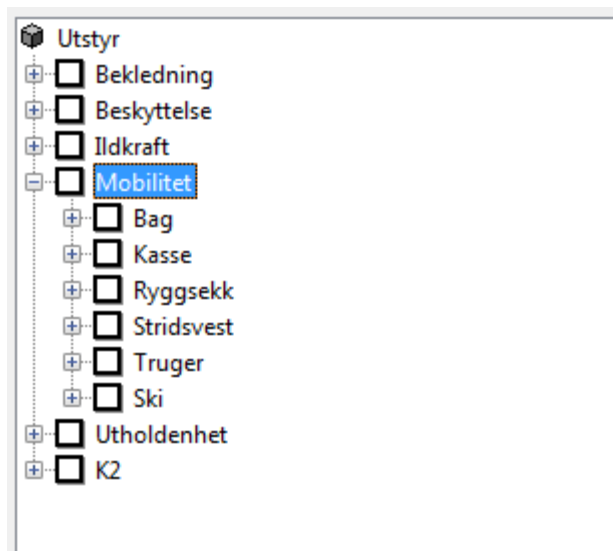 Utstyr
Bekledning
Beskyttelse
Ildkraft
Mobilitet
Bag
Kasse
Ryggsekk
Stridsvest
Truger
Ski
Utholdenhet
K2